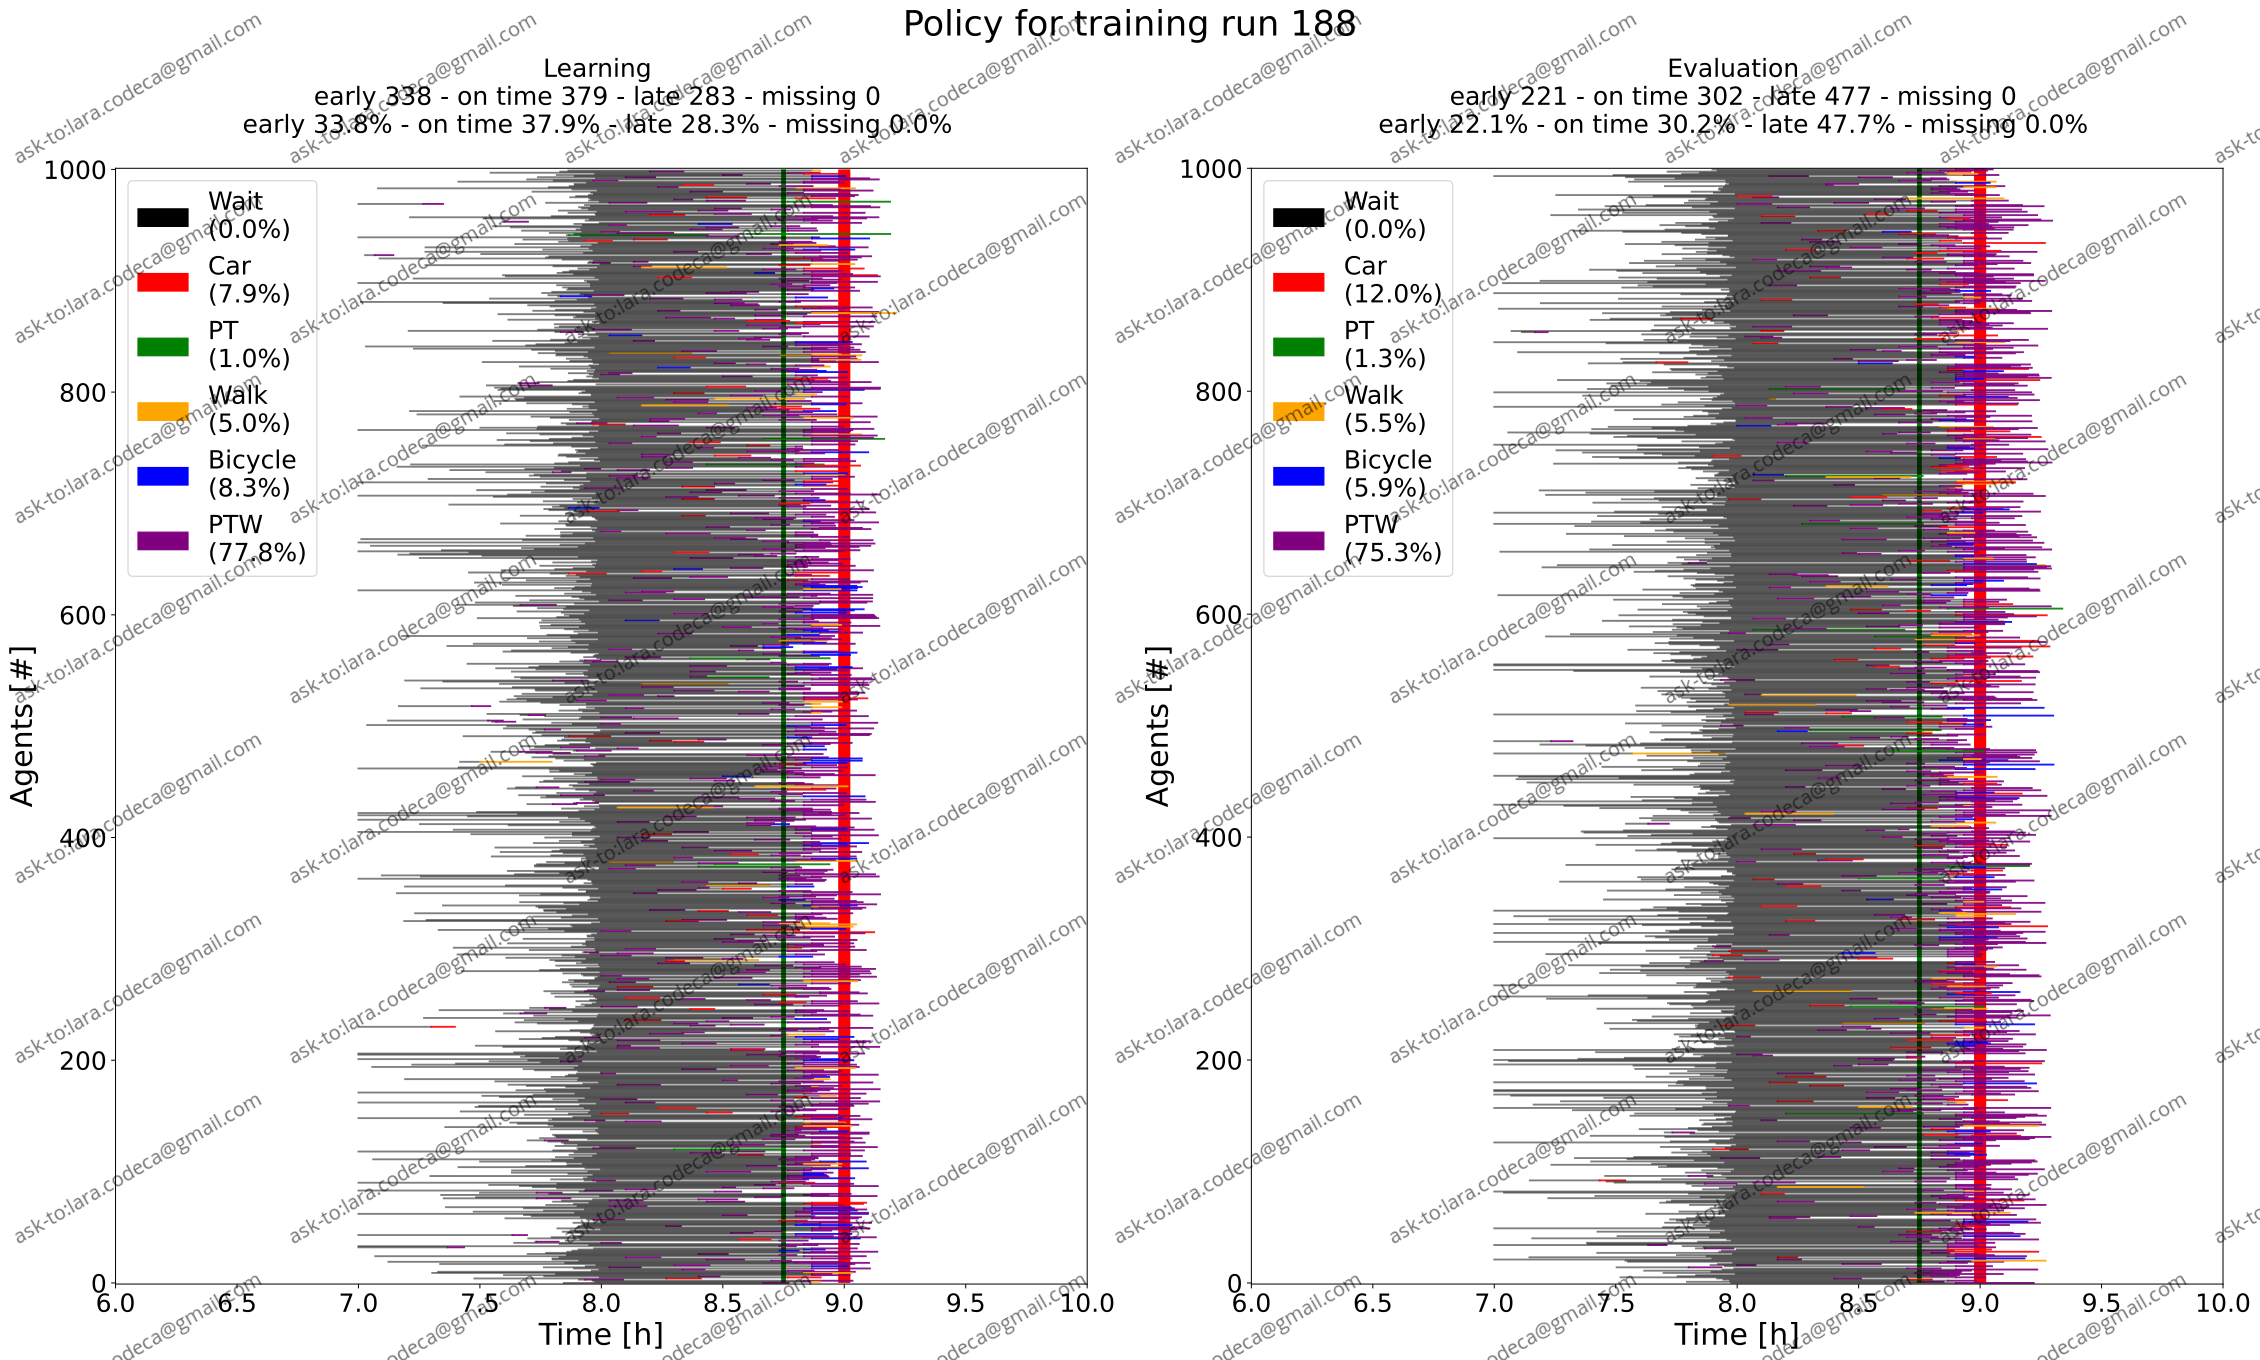 Policy for training run 188
Learning
early 338 - on time 379 - late 283 - missing 0
early 33.8% - on time 37.9% - late 28.3% - missing 0.0%
1000
800
600
400
200
0
Agents [#]
Wait
(0.0%)
Car
(7.9%)
PT
(1.0%)
Walk
(5.0%)
Bicycle
(8.3%)
PTW
(77.8%)
6.0 6.5 7.0 7.5 8.0 8.5 9.0 9.5 10.0
Time [h]
Evaluation
early 221 - on time 302 - late 477 - missing 0
early 22.1% - on time 30.2% - late 47.7% - missing 0.0%
1000
800
600
400
200
0
Agents [#]
Wait
(0.0%)
Car
(12.0%)
PT
(1.3%)
Walk
(5.5%)
Bicycle
(5.9%)
PTW
(75.3%)
6.0 6.5 7.0 7.5 8.0 8.5 9.0 9.5 10.0
Time [h]
ask-to:lara.codeca@gmail.com